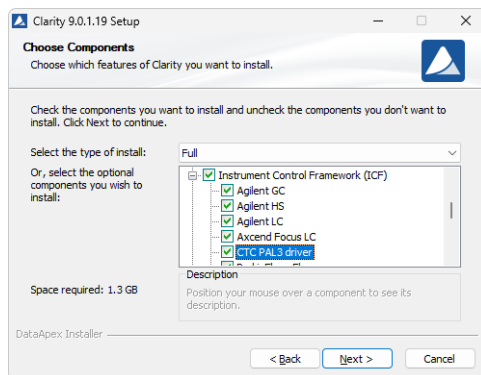 Clarity 9.0.1.19 Setup
Choose Components
Choose which features of Clarity you want to install.
Check the components you want to install and uncheck the components you don't want to
install. Click Next to continue.
Select the type of install:
Full
Or, select the optional
components you wish to
install:
Instrument Control Framework (ICF)
Agilent GC
Agilent HS
Agilent LC
Axcend Focus LC
CTC PAL3 driver
Space required: 1.3 GB
Description
Position your mouse over a component to see its
description.
DataApex Installer
< Back
Next >
Cancel